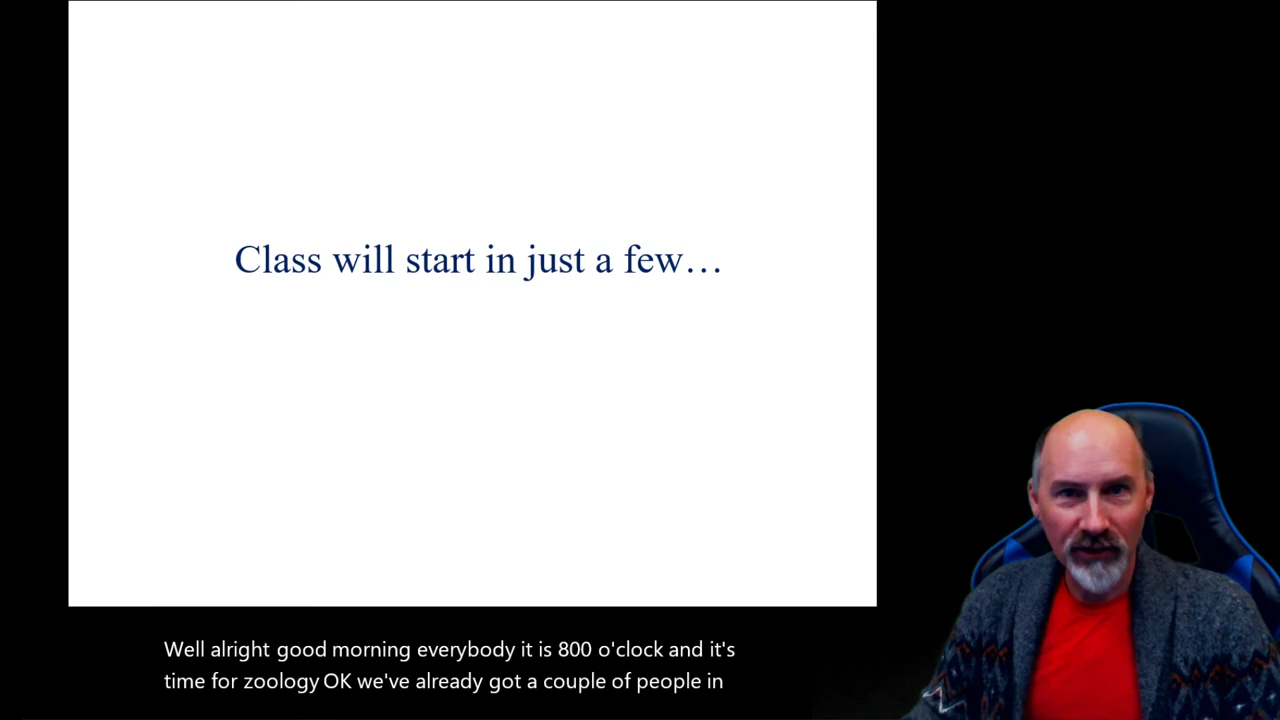 Class will start in just a few…
Well alright good morning everybody it is 800 o'clock and it's
time for zoology OK we've already got a couple of people in